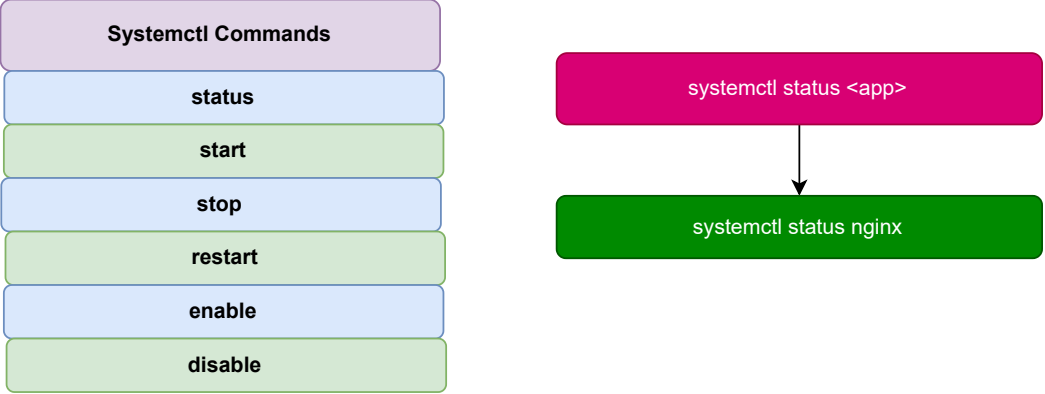 Systemctl Commands
status
start
stop
restart
enable
disable
systemctl status <app>
systemctl status nginx